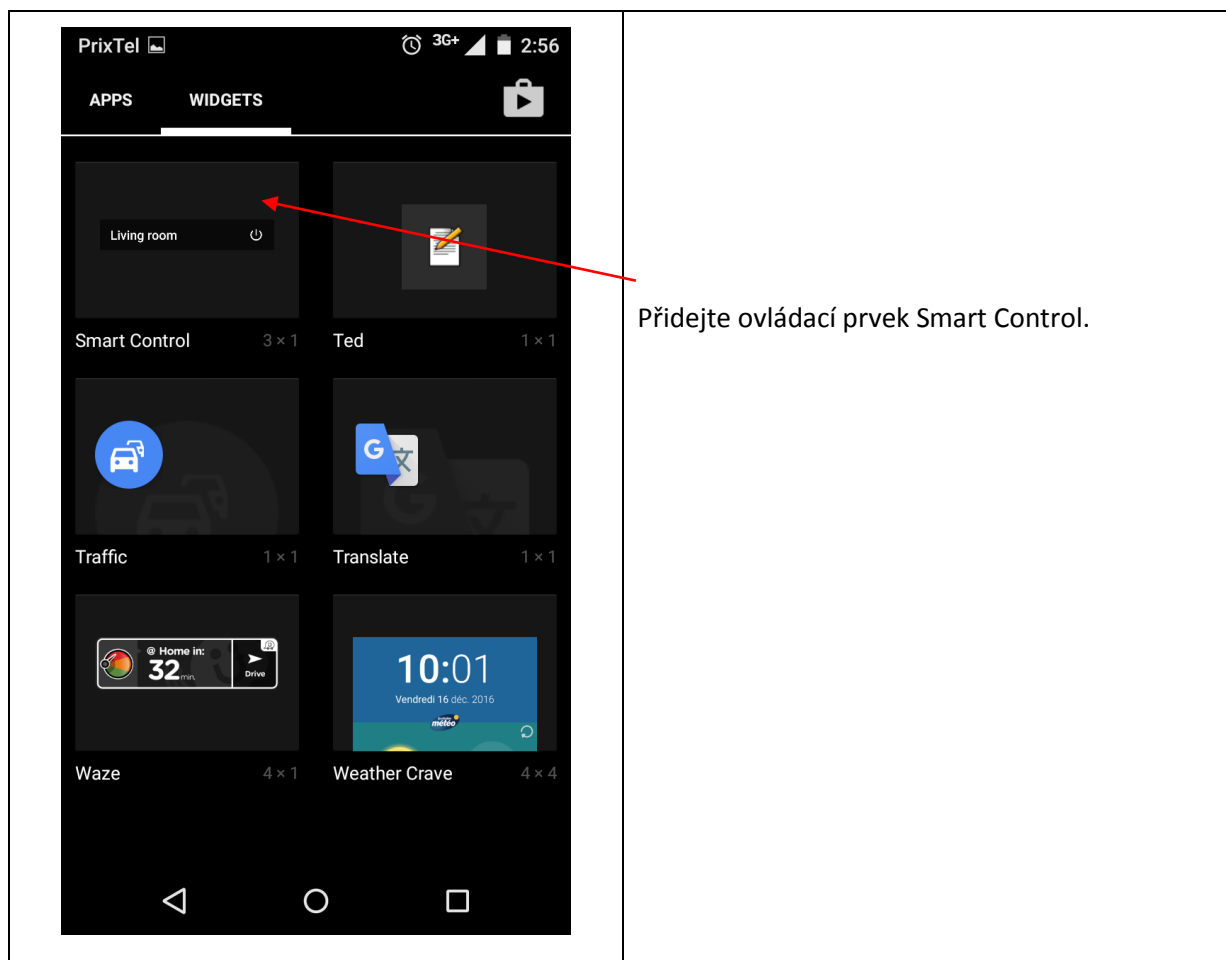 PrixTel 3G+ 2:56
APPS WIDGETS
Living room
Smart Control 3 × 1 Ted 1 × 1
Přidejte ovládací prvek Smart Control.
G
Traffic 1 × 1 Translate 1 × 1
@ Home in:
32 min.
Drive
10:01
Vendredi 16 déc. 2016
météo
Waze 4 × 1 Weather Crave 4 × 4